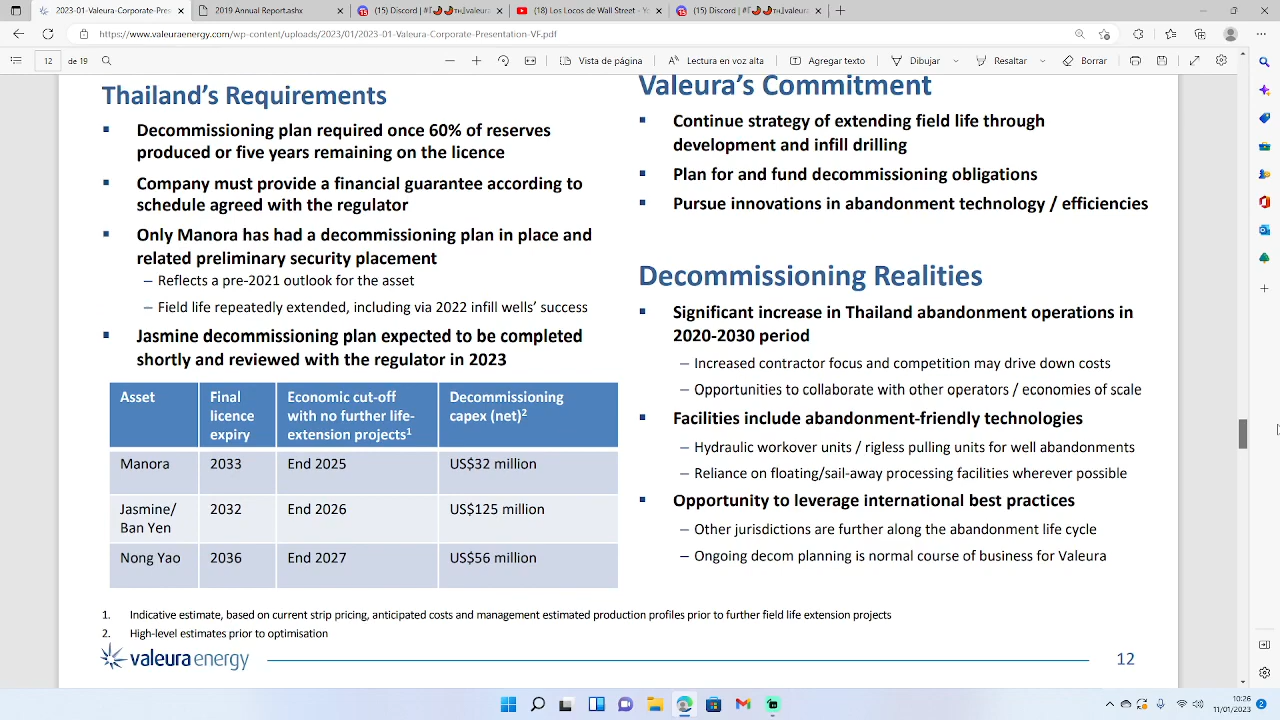 2023-01-Valeura-Corporate-Pres
2019 Annual Report.ashx
(18) Los Locos de Wall Street - Yo
https://www.valeuraenergy.com/wp-content/uploads/2023/01/2023-01-Valeura-Corporate-Presentation-VF.pdf
12 de 19
Vista de página
Lectura en voz alta
Agregar texto
Dibujar
Resaltar
Borrar
Thailand's Requirements
Decommissioning plan required once 60% of reserves
produced or five years remaining on the licence
Company must provide a financial guarantee according to
schedule agreed with the regulator
Only Manora has had a decommissioning plan in place and
related preliminary security placement
– Reflects a pre-2021 outlook for the asset
– Field life repeatedly extended, including via 2022 infill wells' success
Jasmine decommissioning plan expected to be completed
shortly and reviewed with the regulator in 2023
Asset
Final
licence
expiry
Economic cut-off
with no further life-
extension projects1
Decommissioning
capex (net)2
Manora 2033 End 2025 US$32 million
Jasmine/
Ban Yen
2032 End 2026 US$125 million
Nong Yao 2036 End 2027 US$56 million
Valeura's Commitment
Continue strategy of extending field life through
development and infill drilling
Plan for and fund decommissioning obligations
Pursue innovations in abandonment technology / efficiencies
Decommissioning Realities
Significant increase in Thailand abandonment operations in
2020-2030 period
– Increased contractor focus and competition may drive down costs
– Opportunities to collaborate with other operators / economies of scale
Facilities include abandonment-friendly technologies
– Hydraulic workover units / rigless pulling units for well abandonments
– Reliance on floating/sail-away processing facilities wherever possible
Opportunity to leverage international best practices
– Other jurisdictions are further along the abandonment life cycle
– Ongoing decom planning is normal course of business for Valeura
1. Indicative estimate, based on current strip pricing, anticipated costs and management estimated production profiles prior to further field life extension projects
2. High-level estimates prior to optimisation
valeura energy
12
10:26
11/01/2023